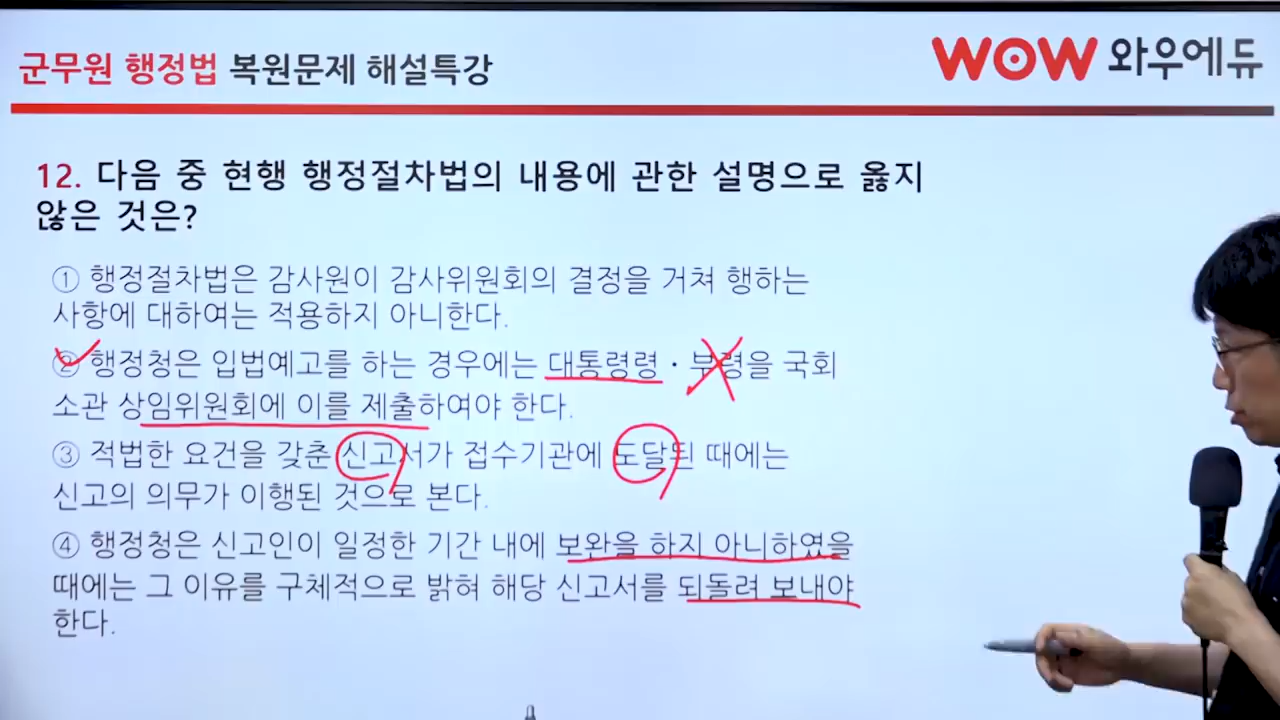 군무원 행정법 복원문제 해설특강
WOW 와우에듀
12. 다음 중 현행 행정절차법의 내용에 관한 설명으로 옳지
않은 것은?
① 행정절차법은 감사원이 감사위원회의 결정을 거쳐 행하는
사항에 대하여는 적용하지 아니한다.
② 행정청은 입법예고를 하는 경우에는 대통령령·부령을 국회
소관 상임위원회에 이를 제출하여야 한다.
③ 적법한 요건을 갖춘 신고서가 접수기관에 도달된 때에는
신고의 의무가 이행된 것으로 본다.
④ 행정청은 신고인이 일정한 기간 내에 보완을 하지 아니하였을
때에는 그 이유를 구체적으로 밝혀 해당 신고서를 되돌려 보내야
한다.